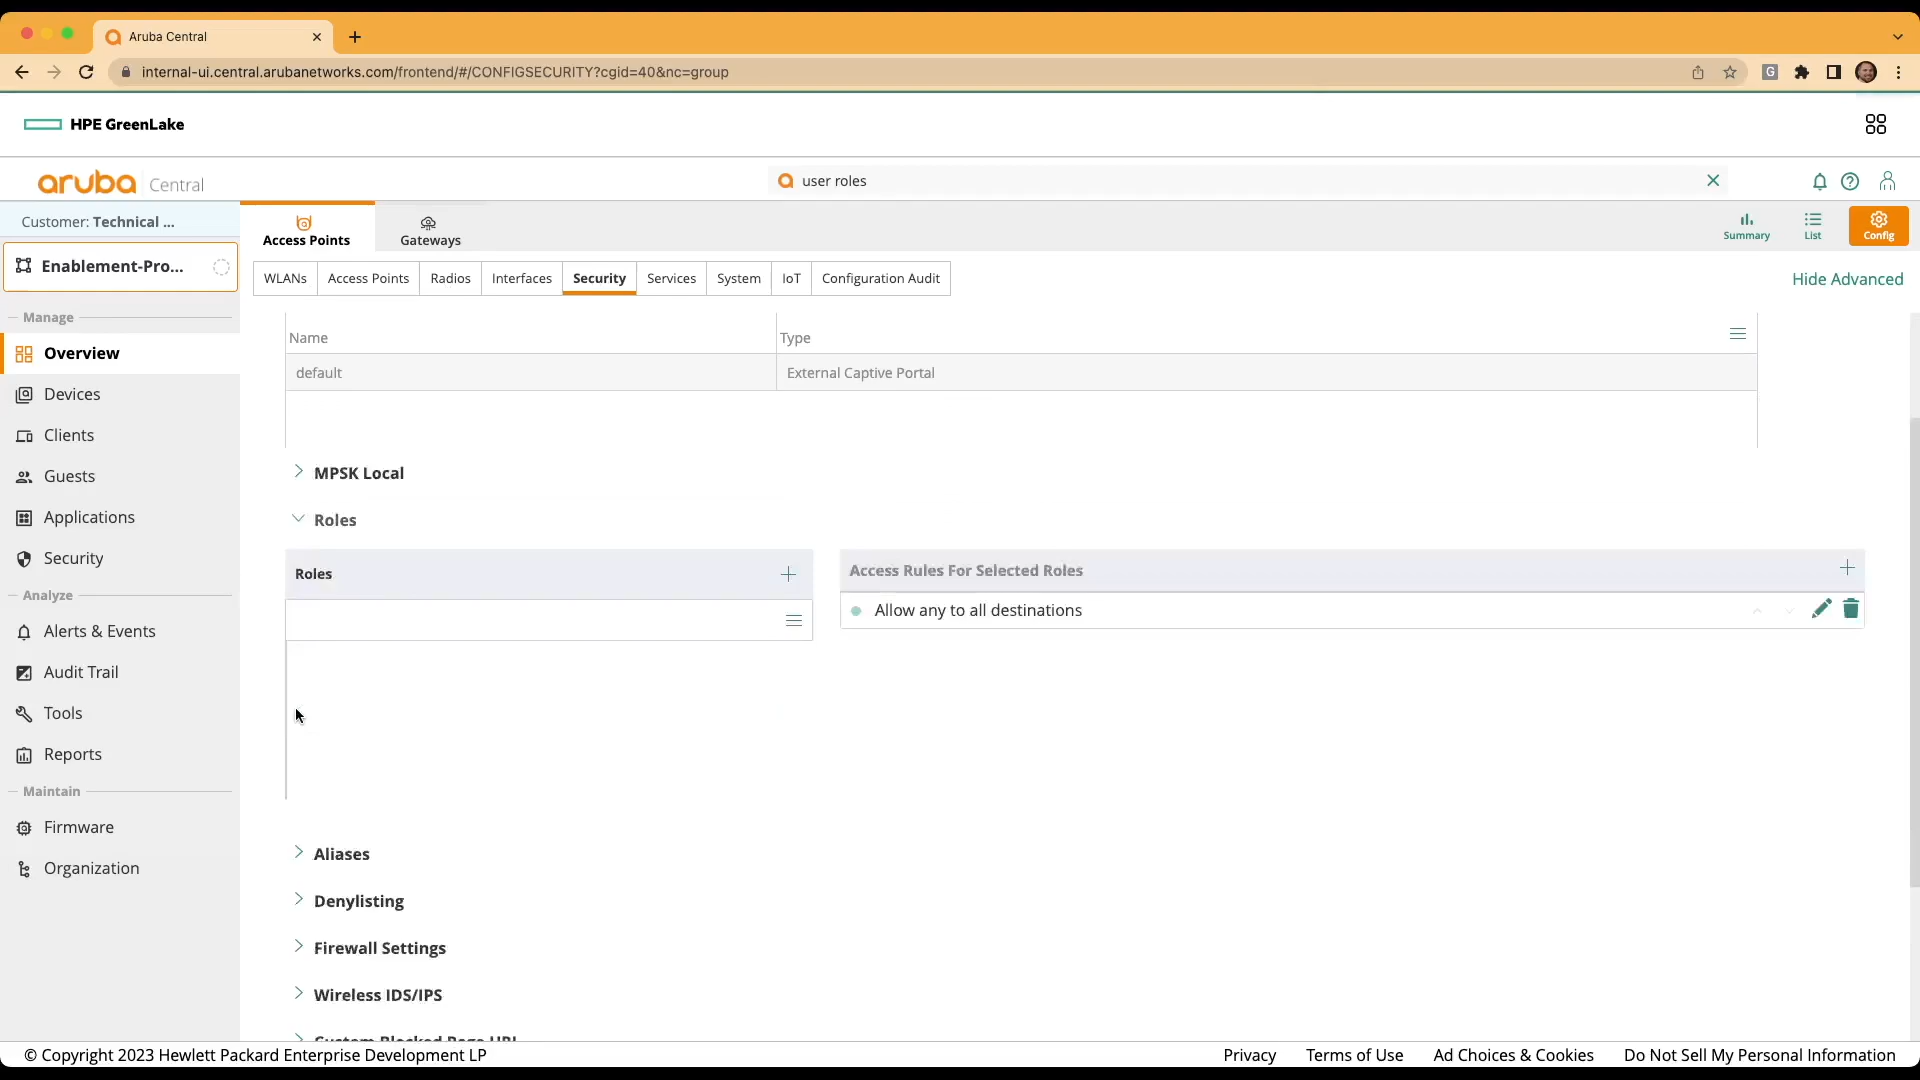 Aruba Central
internal-ui.central.arubanetworks.com/frontend/#/CONFIGSECURITY?cgid=40&nc=group
G
HPE GreenLake
aruba Central
user roles
Customer: Technical ...
Enablement-Pro...
Access Points
Gateways
Summary
List
Config
WLANs
Access Points
Radios
Interfaces
Security
Services
System
IoT
Configuration Audit
Hide Advanced
Manage
Overview
Devices
Clients
Guests
Applications
Security
Analyze
Alerts & Events
Audit Trail
Tools
Reports
Maintain
Firmware
Organization
Name
Type
default
External Captive Portal
MPSK Local
Roles
Roles
Access Rules For Selected Roles
Allow any to all destinations
Aliases
Denylisting
Firewall Settings
Wireless IDS/IPS
Custom Blocked Page URL
© Copyright 2023 Hewlett Packard Enterprise Development LP
Privacy
Terms of Use
Ad Choices & Cookies
Do Not Sell My Personal Information